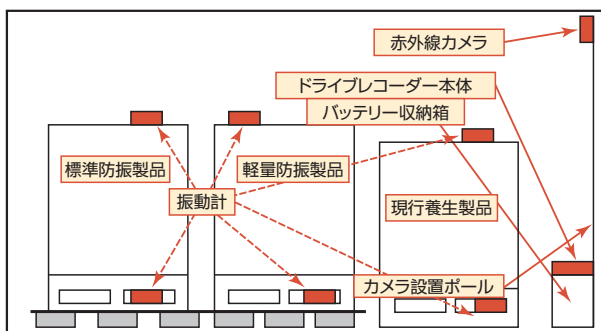 赤外線カメラ
ドライブレコーダー本体
バッテリー収納箱
標準防振製品
軽量防振製品
振動計
現行養生製品
カメラ設置ポール